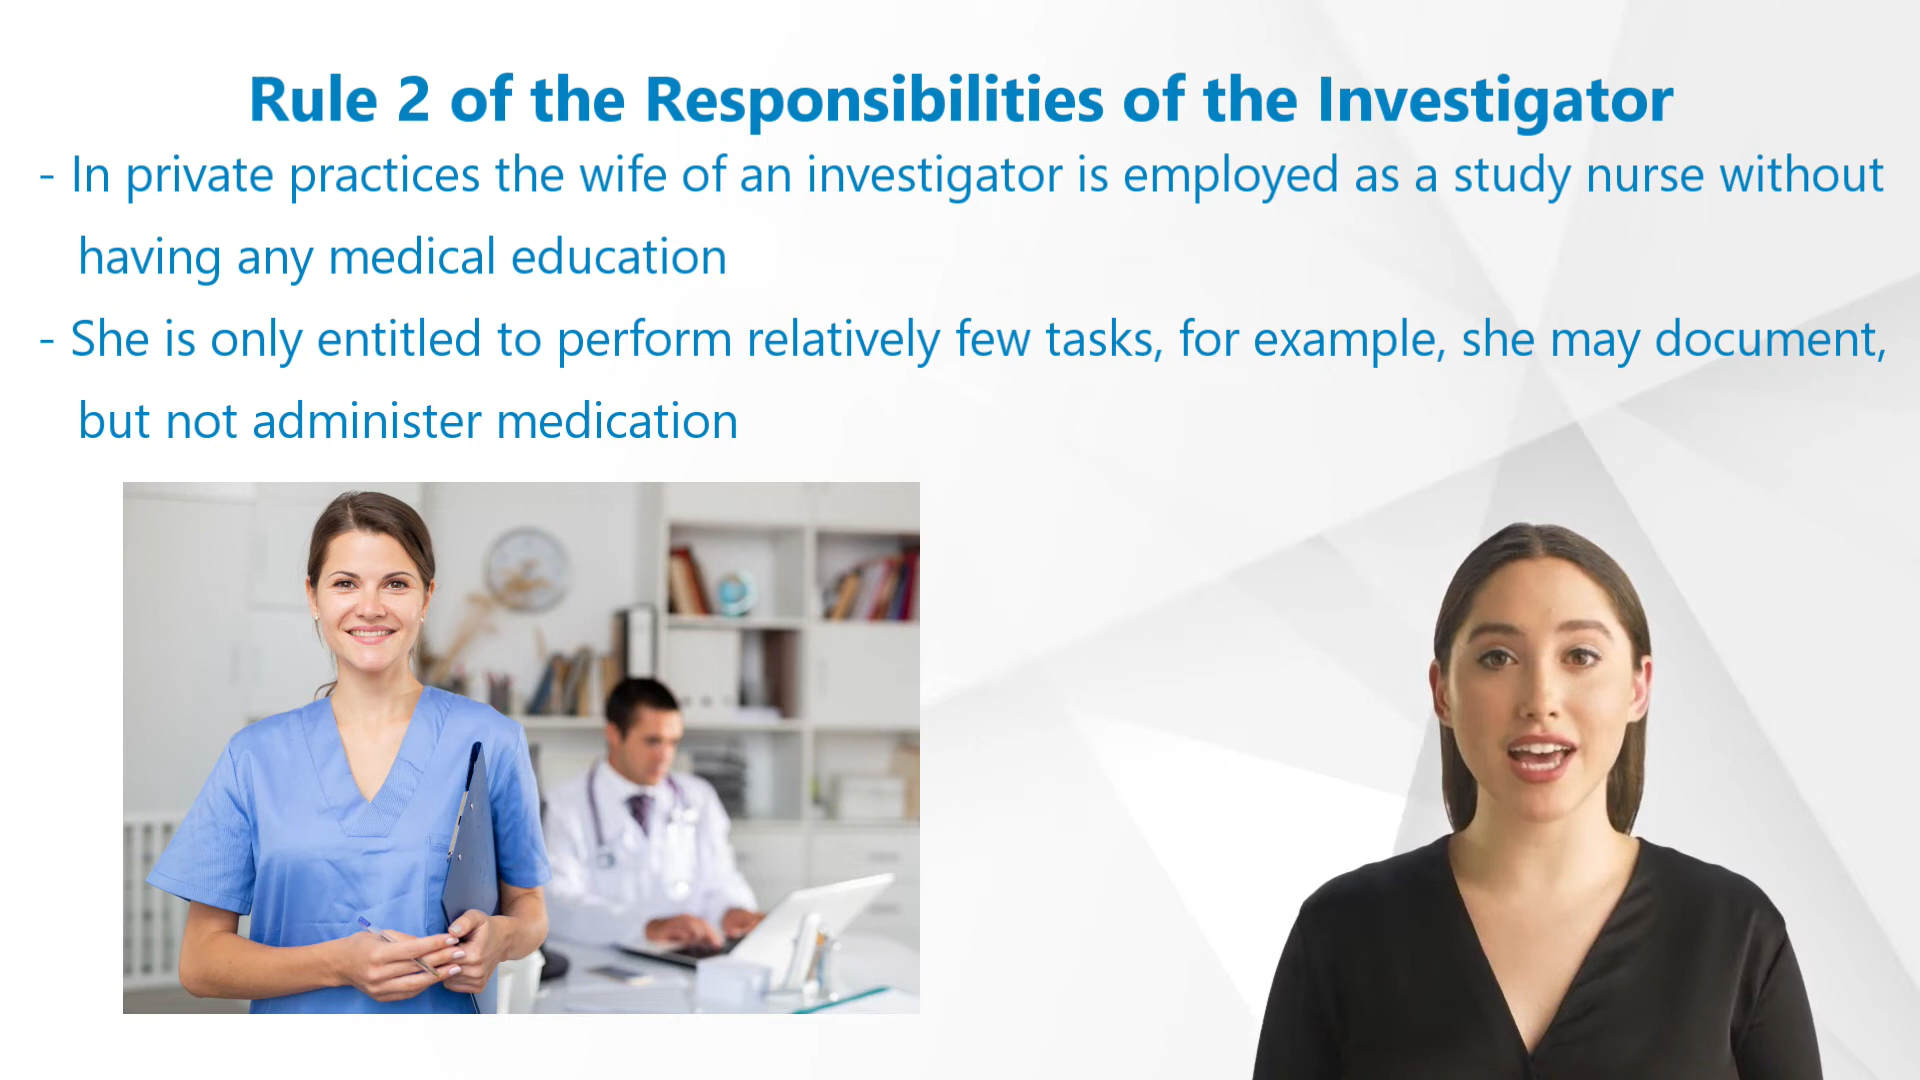 Rule 2 of the Responsibilities of the Investigator
- In private practices the wife of an investigator is employed as a study nurse without
having any medical education
- She is only entitled to perform relatively few tasks, for example, she may document,
but not administer medication